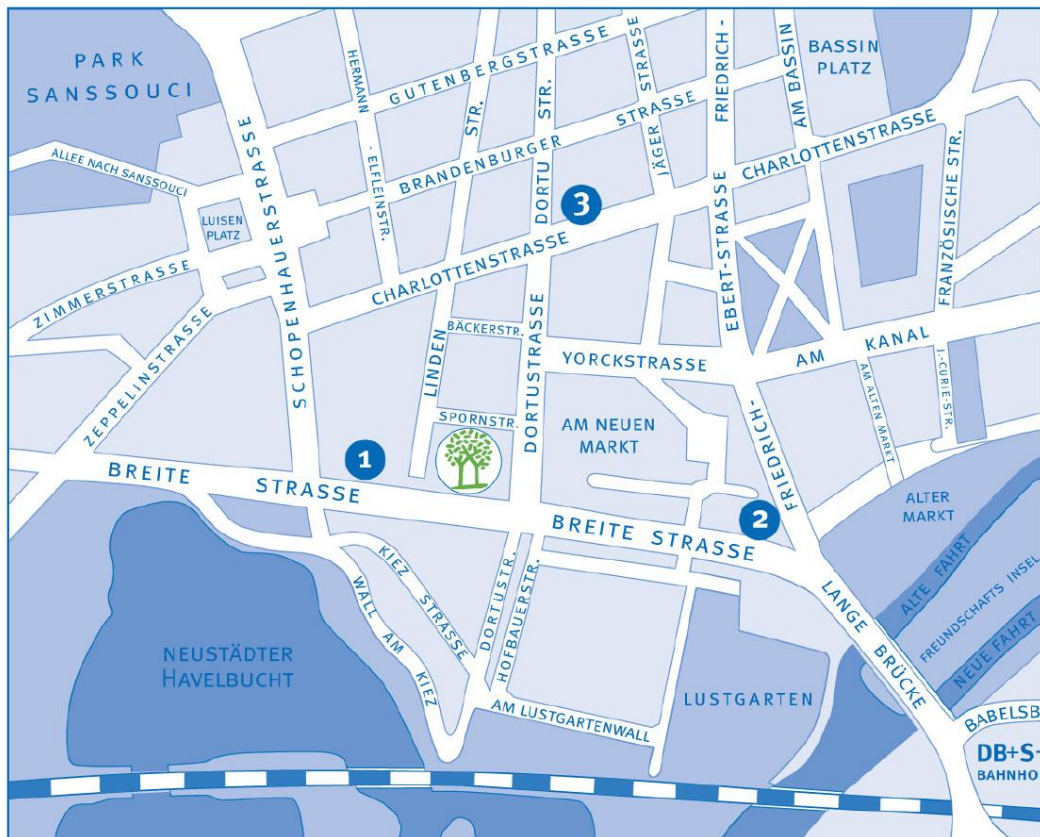 PARK
SANSSOUCI
ALLEE NACH SANSSOUCI
LUISEN
PLATZ
ZIMMERSTRASSE
ZEPPELINSTRASSE
SCHOPENHAUERSTRASSE
HERMANN
- ELFLEINSTR.
GUTENBERGSTRASSE
BRANDENBURGER
STRASSE
LINDEN
STR.
DORTU
STR.
JÄGER
STRASSE
FRIEDRICH-
EBERT-STRASSE
AM BASSIN
BASSIN
PLATZ
CHARLOTTENSTRASSE
CHARLOTTENSTRASSE
3
FRANZÖSISCHE STR.
BÄCKERSTR.
YORCKSTRASSE
AM KANAL
DORTUSTRASSE
SPORNSTR.
AM NEUEN
MARKT
FRIEDRICH-
AM ALTEN MARKT
J.-CURIE-STR.
ALTER
MARKT
1
2
BREITE STRASSE
BREITE STRASSE
KIEZ STRASSE
WALL AM KIEZ
DORTUSTR.
HOFBAUERSTR.
NEUSTÄDTER
HAVELBUCHT
AM LUSTGARTENWALL
LUSTGARTEN
LANGE BRÜCKE
ALTE FAHRT
FREUNDSCHAFTS INSEL
NEUE FAHRT
BABELSB
DB+S-
BAHNHO